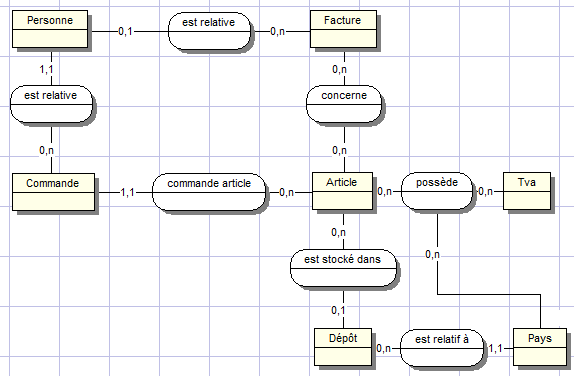 Personne
0,1
est relative
0,n
Facture
1,1
0,n
est relative
concerne
0,n
0,n
Commande
1,1
commande article
0,n
Article
0,n
possède
0,n
Tva
0,n
0,n
est stocké dans
0,1
Dépôt
0,n
est relatif à
1,1
Pays